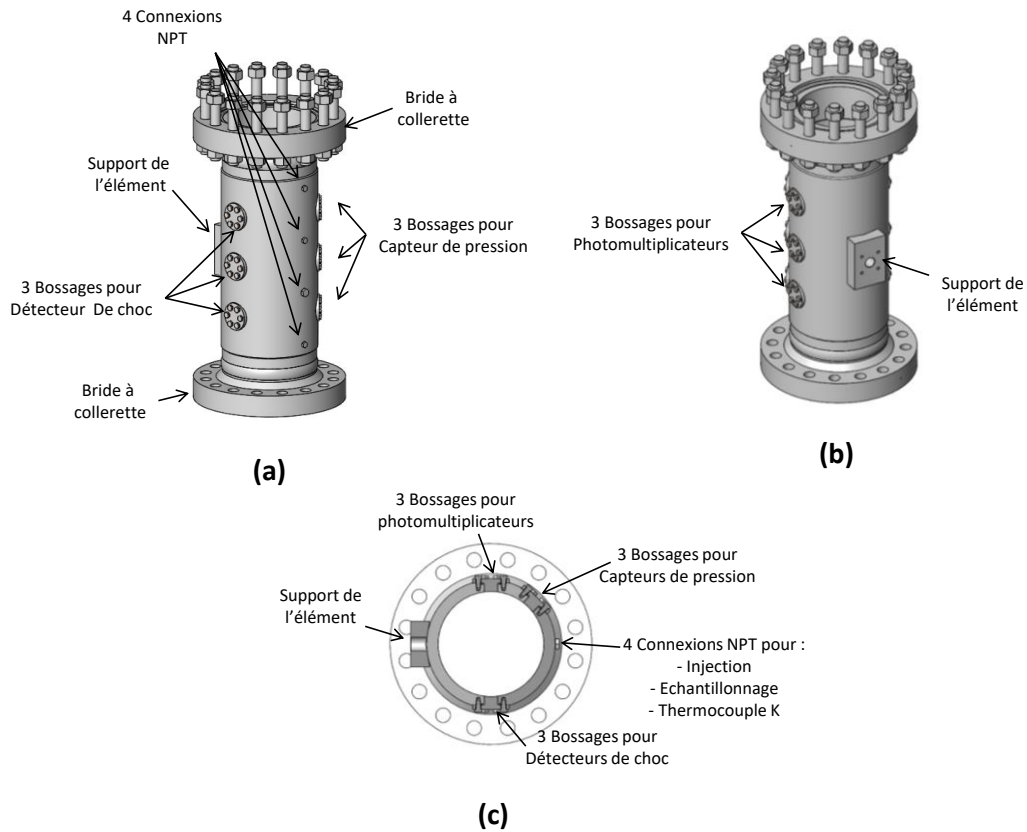 4 Connexions
NPT
Bride à
collerette
Support de
l’élément
3 Bossages pour
Capteur de pression
3 Bossages pour
Détecteur De choc
Bride à
collerette
(a)
3 Bossages pour
Photomultiplicateurs
Support de
l’élément
(b)
3 Bossages pour
photomultiplicateurs
3 Bossages pour
Capteurs de pression
Support de
l’élément
4 Connexions NPT pour :
- Injection
- Echantillonnage
- Thermocouple K
3 Bossages pour
Détecteurs de choc
(c)